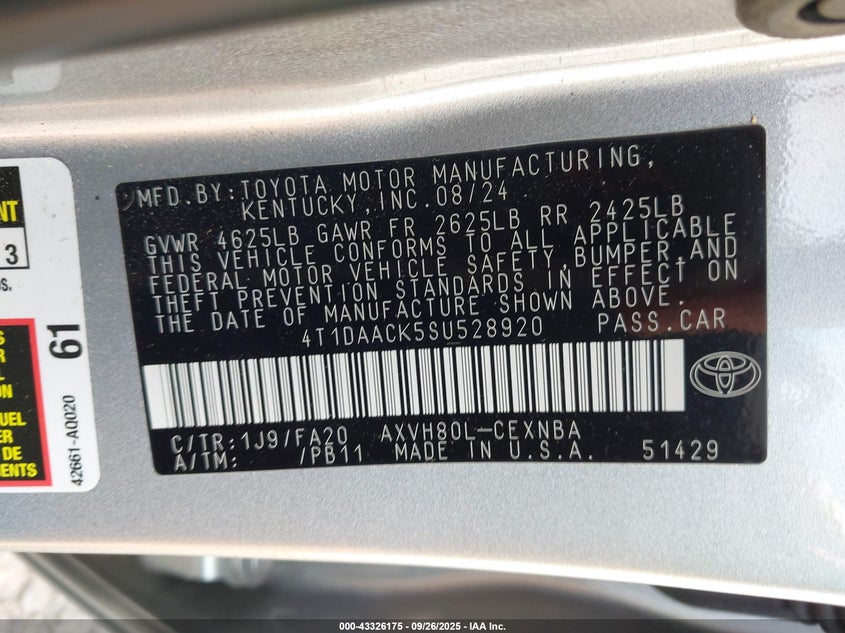 MFD. BY: TOYOTA MOTOR MANUFACTURING,
KENTUCKY, INC. 08/24
GVWR 4625LB GAWR FR 2625LB RR 2425LB
THIS VEHICLE CONFORMS TO ALL APPLICABLE
FEDERAL MOTOR VEHICLE SAFETY, BUMPER, AND
THEFT PREVENTION STANDARDS IN EFFECT ON
THE DATE OF MANUFACTURE SHOWN ABOVE.
4T1DAACK5SU528920 PASS.CAR
C/TR: 1J9/FA20 AXVH80L-CEXNBA
A/TM: /PB11 MADE IN U.S.A. 51429
3
61
42661-AQ020
DE
000-43326175 - 09/26/2025 - IAA Inc.